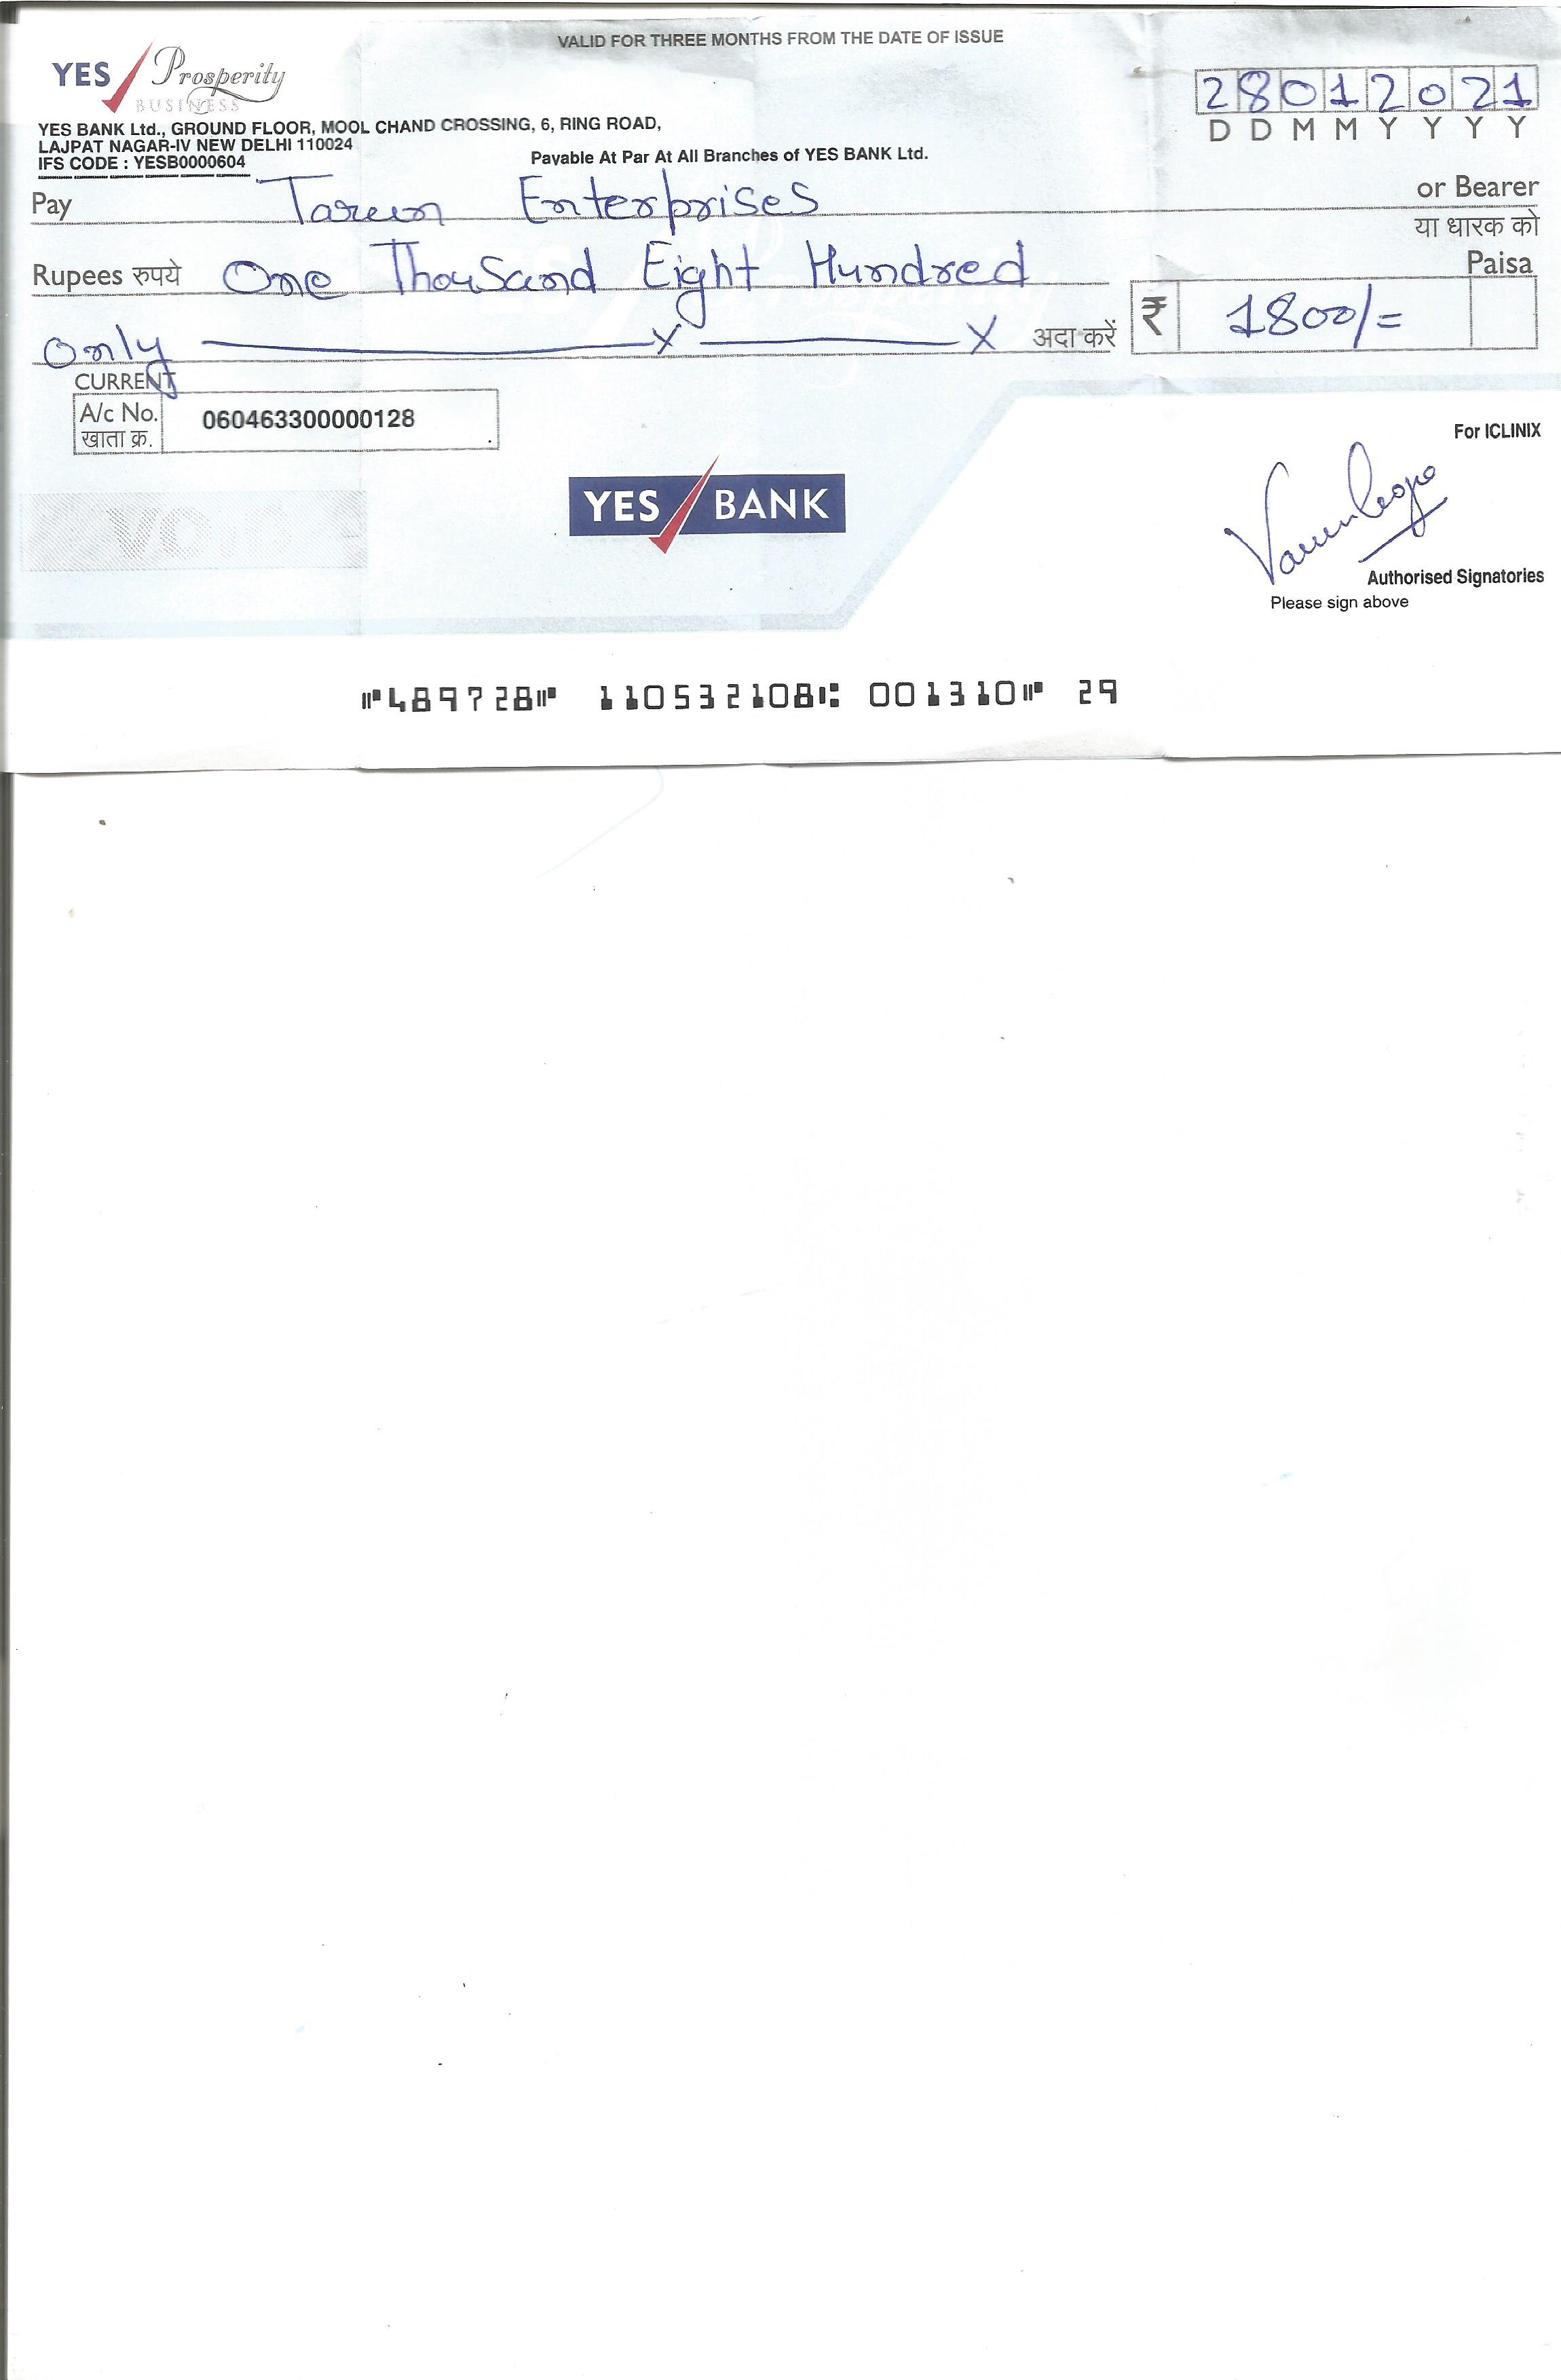 VALID FOR THREE MONTHS FROM THE DATE OF ISSUE
YES Prosperity
BUSINESS
28012021
D D M M Y Y Y Y
YES BANK Ltd., GROUND FLOOR, MOOL CHAND CROSSING, 6, RING ROAD,
LAJPAT NAGAR-IV NEW DELHI 110024
IFS CODE : YESB0000604
Payable At Par At All Branches of YES BANK Ltd.
Pay Tareen Enterprises or Bearer
या धारक को
Rupees रुपये One Thousand Eight Hundred Paisa
only x x अदा करें ₹ 1800/=
CURRENT
A/c No. 060463300000128
खाता क्र.
For ICLINIX
YES BANK
Authorised Signatories
Please sign above
⑈489728⑈ 110532108⑆ 001310⑈ 29